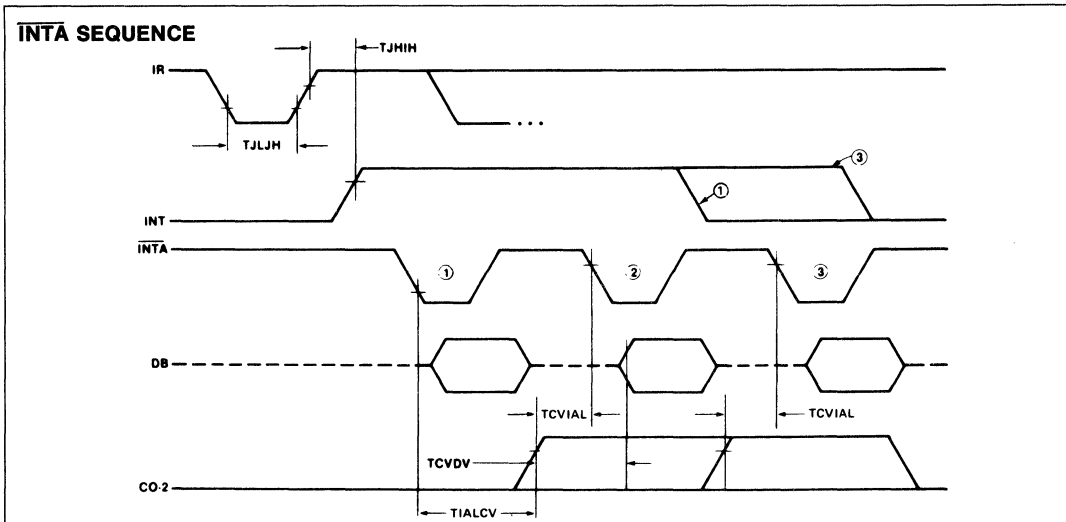 INTA SEQUENCE
TJHIH
IR
TJLJH
...
③
①
INT
INTA
① ② ③
DB
TCVIAL TCVIAL
TCVDV
CO-2
TIALCV